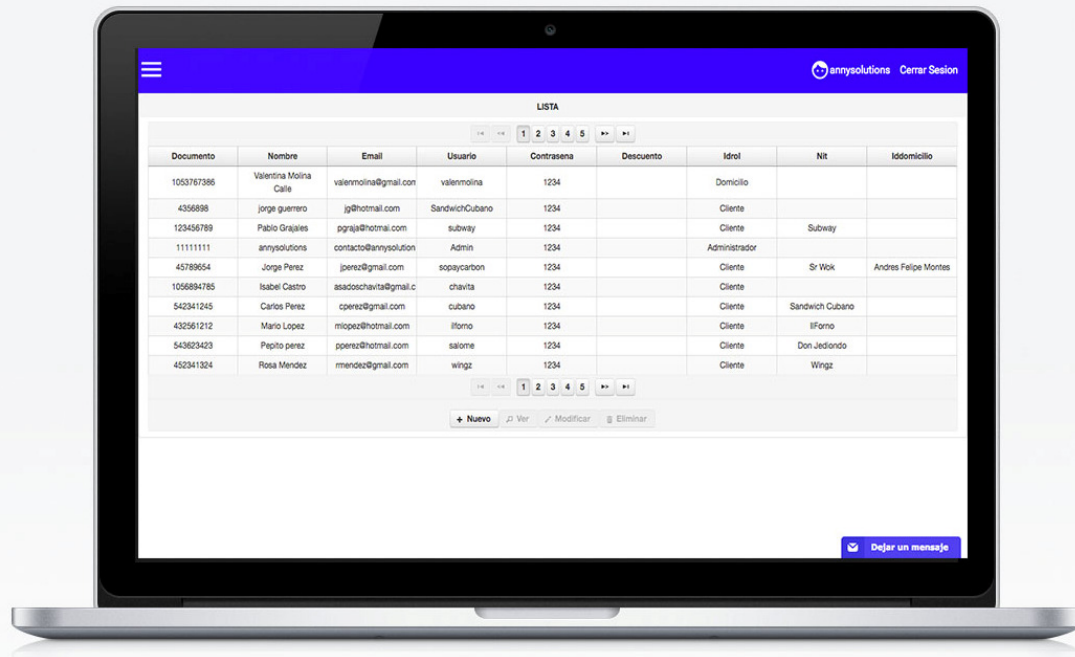 annysolutions Cerrar Sesion
LISTA
1 2 3 4 5
Documento Nombre Email Usuario Contrasena Descuento Idrol Nit Iddomicilio
1053767386 Valentina Molina Calle valenmolina@gmail.com valenmolina 1234 Domicilio
4356898 jorge guerrero jg@hotmail.com SandwichCubano 1234 Cliente
123456789 Pablo Grajales pgraja@hotmai.com subway 1234 Cliente Subway
11111111 annysolutions contacto@annysolution Admin 1234 Administrador
45789654 Jorge Perez jperez@gmail.com sopaycarbon 1234 Cliente Sr Wok Andres Felipe Montes
1056894785 Isabel Castro asadoschavita@gmail.c chavita 1234 Cliente
542341245 Carlos Perez cperez@gmail.com cubano 1234 Cliente Sandwich Cubano
432561212 Mario Lopez mlopez@hotmail.com ilforno 1234 Cliente IlForno
543623423 Pepito perez pperez@hotmail.com salome 1234 Cliente Don Jediondo
452341324 Rosa Mendez rmendez@gmail.com wingz 1234 Cliente Wingz
1 2 3 4 5
+ Nuevo Ver Modificar Eliminar
Dejar un mensaje